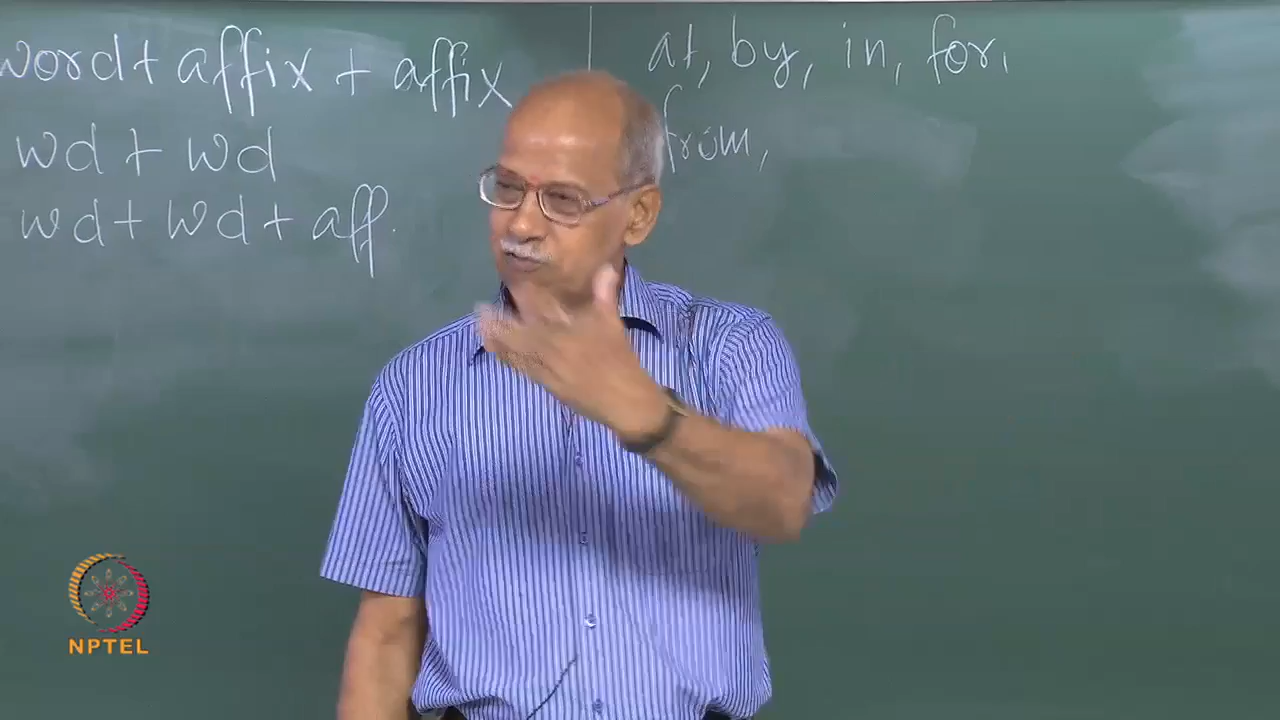 word + affix + affix
wd + wd
wd + wd + aff.
at, by, in, for,
from,
NPTEL